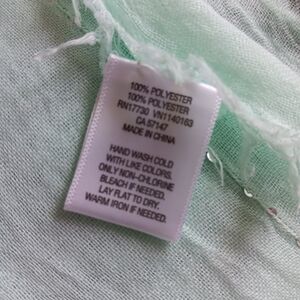 100% POLYESTER
100% POLYESTER
RN17730 VN1140163
CA 57147
MADE IN CHINA
HAND WASH COLD
WITH LIKE COLORS.
ONLY NON-CHLORINE
BLEACH IF NEEDED.
LAY FLAT TO DRY.
WARM IRON IF NEEDED.